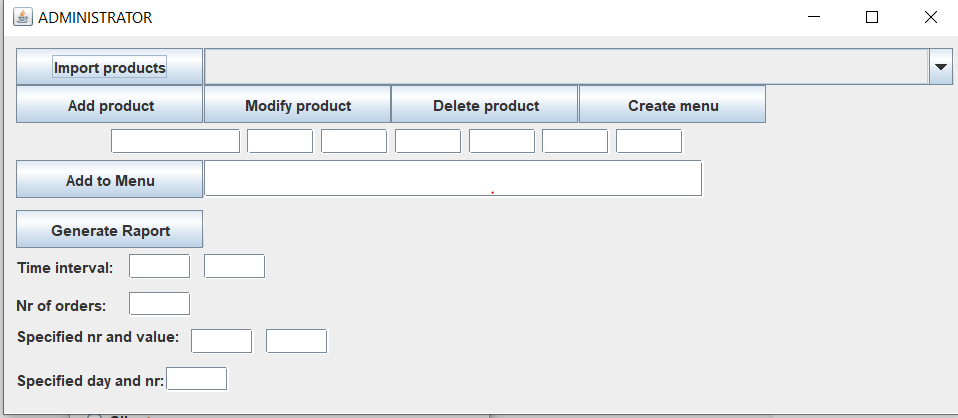 ADMINISTRATOR
Import products
Add product Modify product Delete product Create menu
Add to Menu
Generate Raport
Time interval:
Nr of orders:
Specified nr and value:
Specified day and nr: